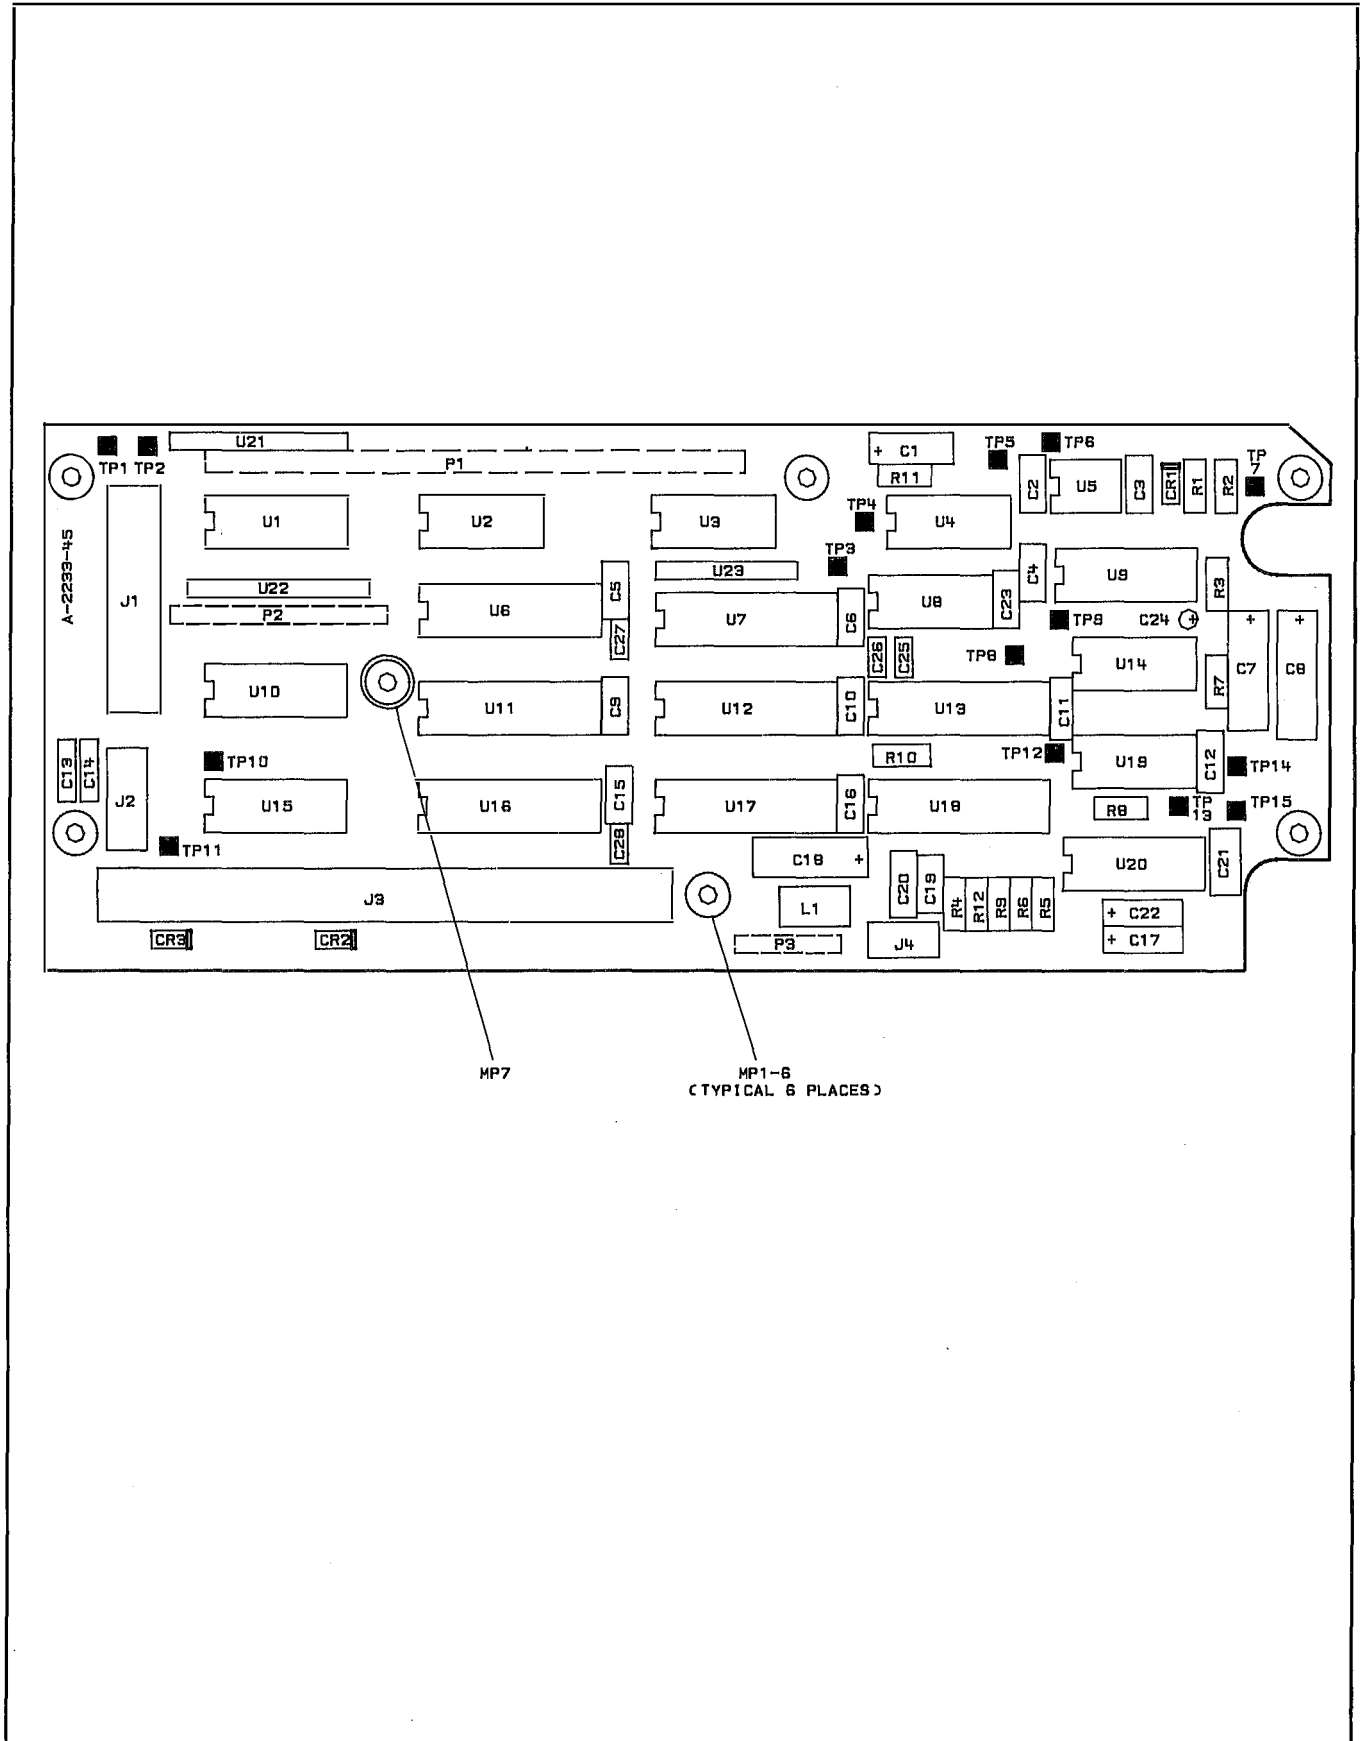 U21
P1
TP1 TP2
+ C1
R11
TP5
TP6
C2
U5
C3
CR1
R1
R2
TP
7
A-2233-45
J1
U1
U2
U3
TP4
U4
TP3
U22
P2
U6
C5
C27
U23
U7
C6
U8
C23
C4
U9
R3
TP9
C24 +
C26
C25
TP8
U14
R7
+
C7
+
C8
U10
U11
C9
U12
C10
U13
C11
TP10
R10
TP12
U19
C12
TP14
C13
C14
J2
U15
U16
C15
C28
U17
C16
U18
R8
TP
13
TP15
TP11
C18 +
U20
C21
J3
L1
C20
C19
R4
R12
R9
R6
R5
+ C22
+ C17
CR3
CR2
P3
J4
MP7
MP1-6
(TYPICAL 6 PLACES)